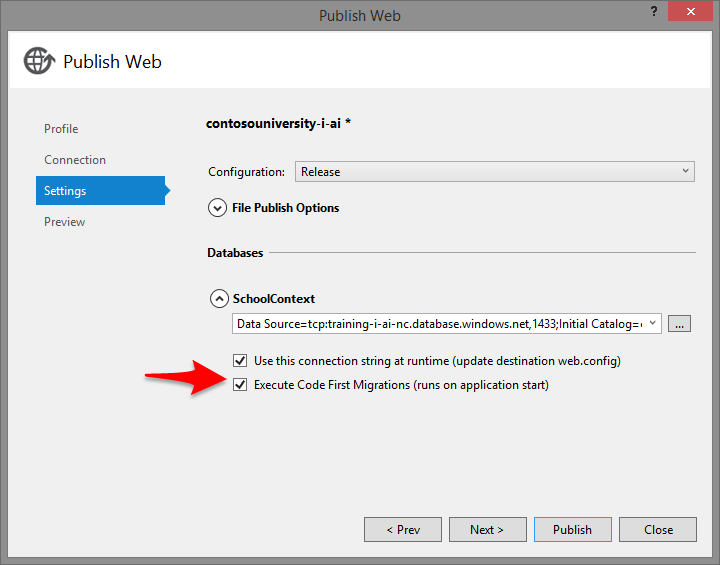 Publish Web
?
Publish Web
Profile
Connection
Settings
Preview
contosouniversity-i-ai *
Configuration: Release
File Publish Options
Databases
SchoolContext
Data Source=tcp:training-i-ai-nc.database.windows.net,1433;Initial Catalog=
...
Use this connection string at runtime (update destination web.config)
Execute Code First Migrations (runs on application start)
< Prev Next > Publish Close